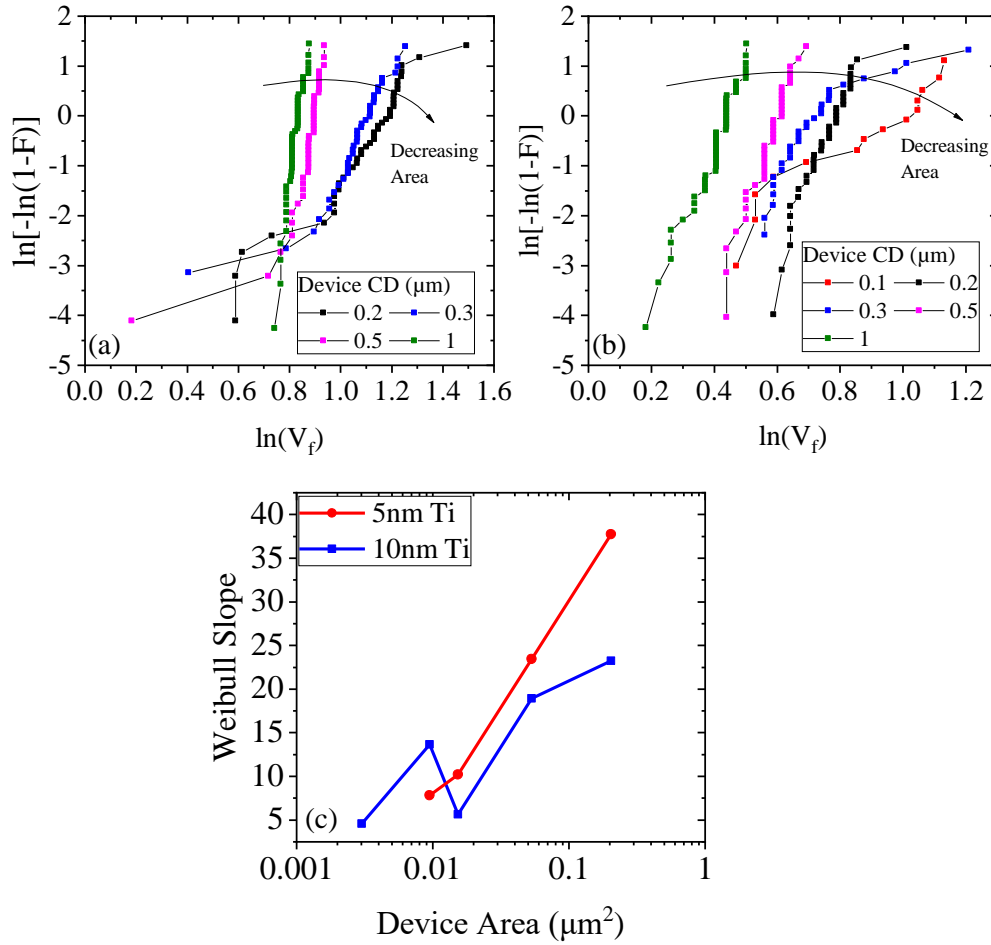 2
1
0
-1
-2
-3
-4
-5
ln[-ln(1-F)]
Decreasing
Area
Device CD (μm)
0.2 0.3
0.5 1
(a)
0.0 0.2 0.4 0.6 0.8 1.0 1.2 1.4 1.6
ln(Vf)
2
1
0
-1
-2
-3
-4
-5
ln[-ln(1-F)]
Decreasing
Area
Device CD (μm)
0.1 0.2
0.3 0.5
1
(b)
0.0 0.2 0.4 0.6 0.8 1.0 1.2
ln(Vf)
5nm Ti
10nm Ti
40
35
30
25
20
15
10
5
Weibull Slope
(c)
0.001 0.01 0.1 1
Device Area (μm²)